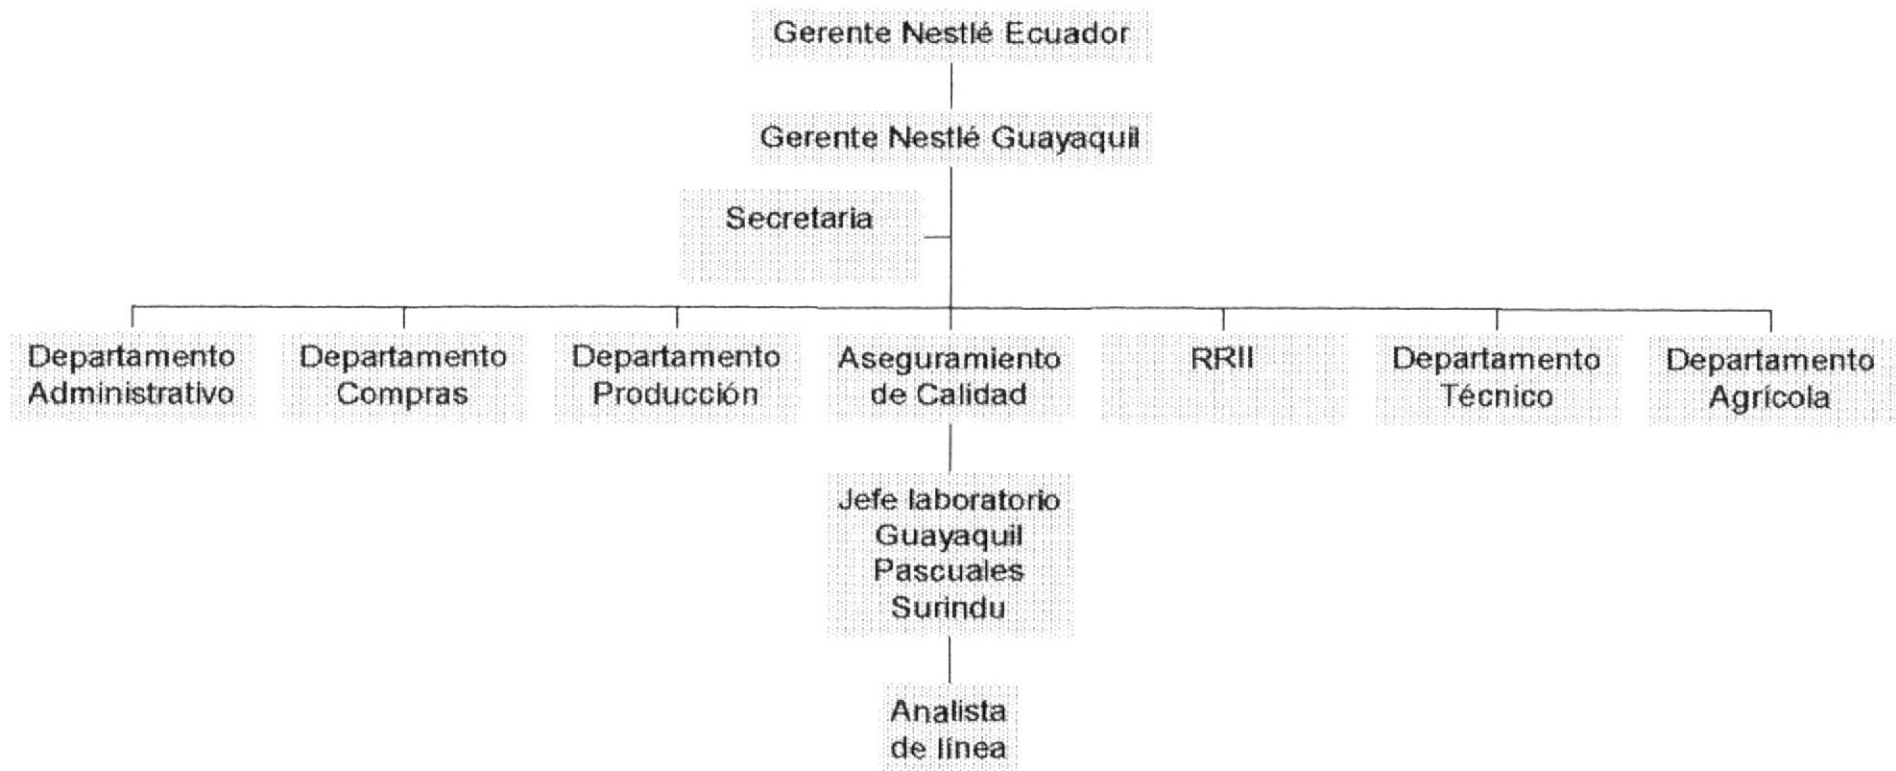 Gerente Nestlé Ecuador
Gerente Nestlé Guayaquil
Secretaria
Departamento
Administrativo
Departamento
Compras
Departamento
Producción
Aseguramiento
de Calidad
RRII
Departamento
Técnico
Departamento
Agrícola
Jefe laboratorio
Guayaquil
Pascuales
Surindu
Analista
de línea